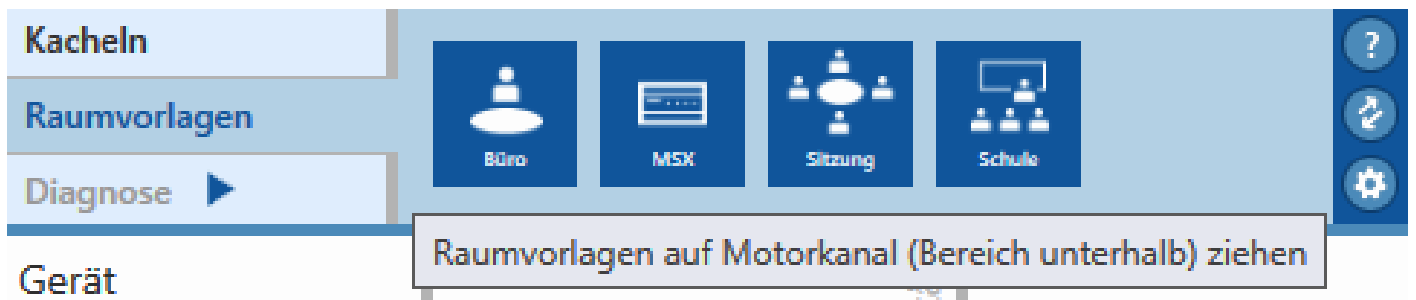 Kacheln
Raumvorlagen
Diagnose
Büro
MSX
Sitzung
Schule
?
Raumvorlagen auf Motorkanal (Bereich unterhalb) ziehen
Gerät